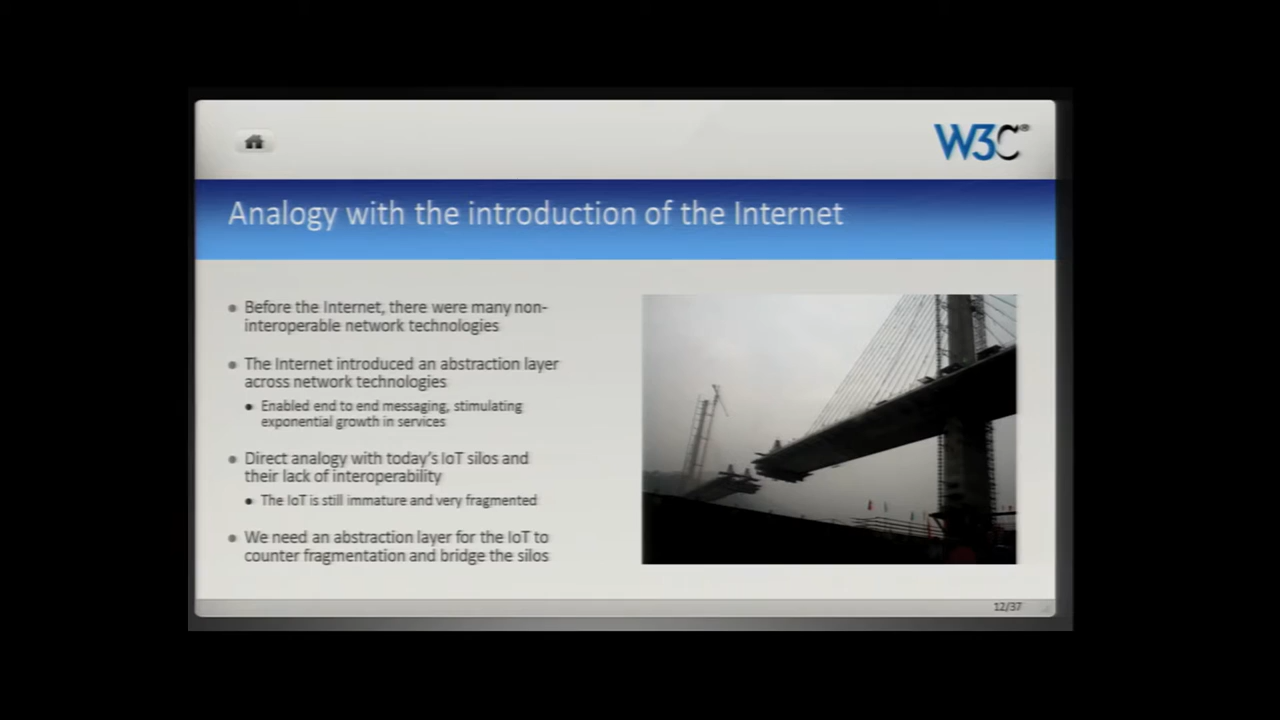 W3C®
Analogy with the introduction of the Internet
Before the Internet, there were many non-
interoperable network technologies
The Internet introduced an abstraction layer
across network technologies
Enabled end to end messaging, stimulating
exponential growth in services
Direct analogy with today's IoT silos and
their lack of interoperability
The IoT is still immature and very fragmented
We need an abstraction layer for the IoT to
counter fragmentation and bridge the silos
12/37